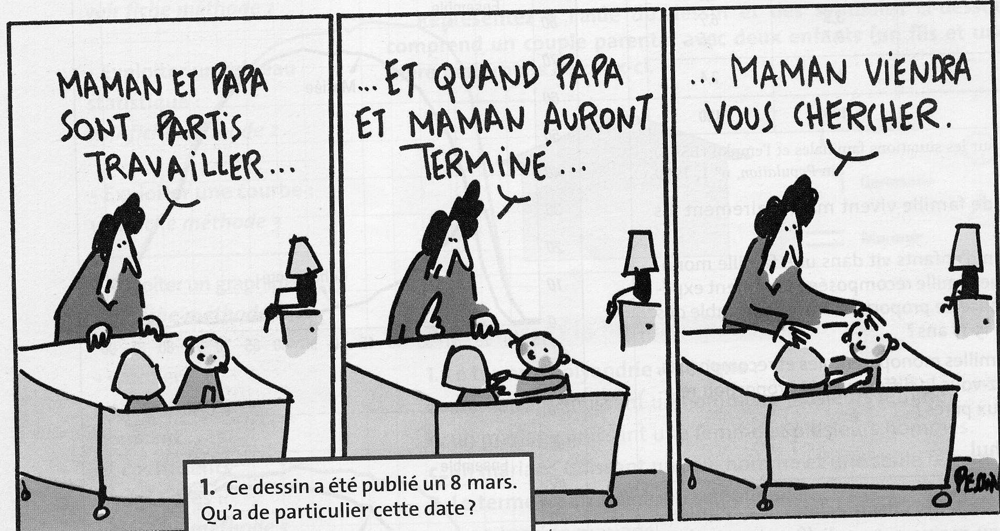 MAMAN ET PAPA
SONT PARTiS
TRAVAiLLER...
...ET QUAND PAPA
ET MAMAN AURONT
TERMiNÉ...
... MAMAN ViENDRA
VOUS CHERCHER.
1. Ce dessin a été publié un 8 mars.
Qu'a de particulier cette date ?